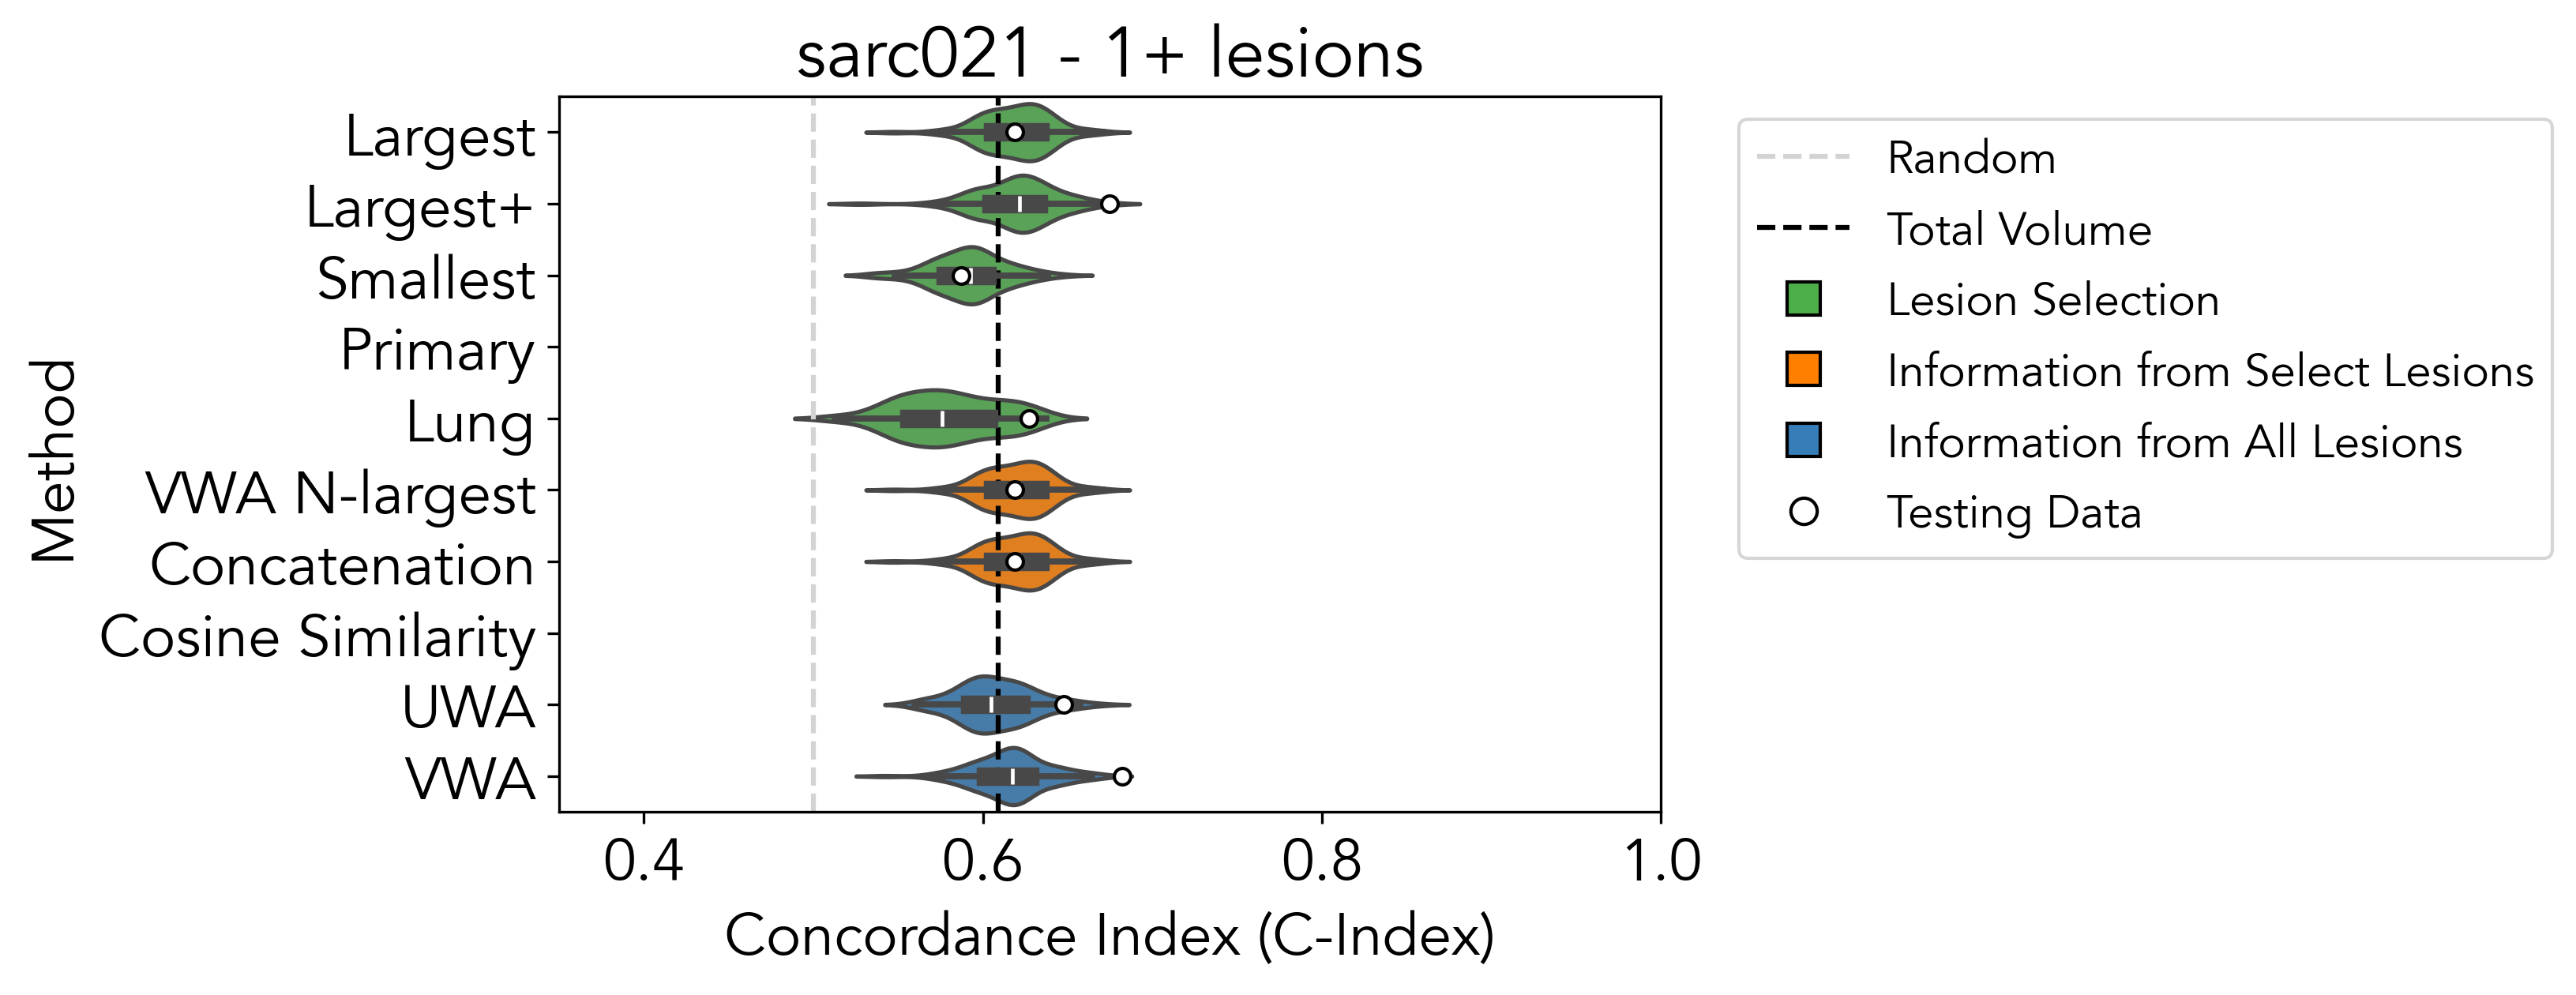 sarc021 - 1+ lesions
Method
Largest
Largest+
Smallest
Primary
Lung
VWA N-largest
Concatenation
Cosine Similarity
UWA
VWA
0.4 0.6 0.8 1.0
Concordance Index (C-Index)
Random
Total Volume
Lesion Selection
Information from Select Lesions
Information from All Lesions
Testing Data